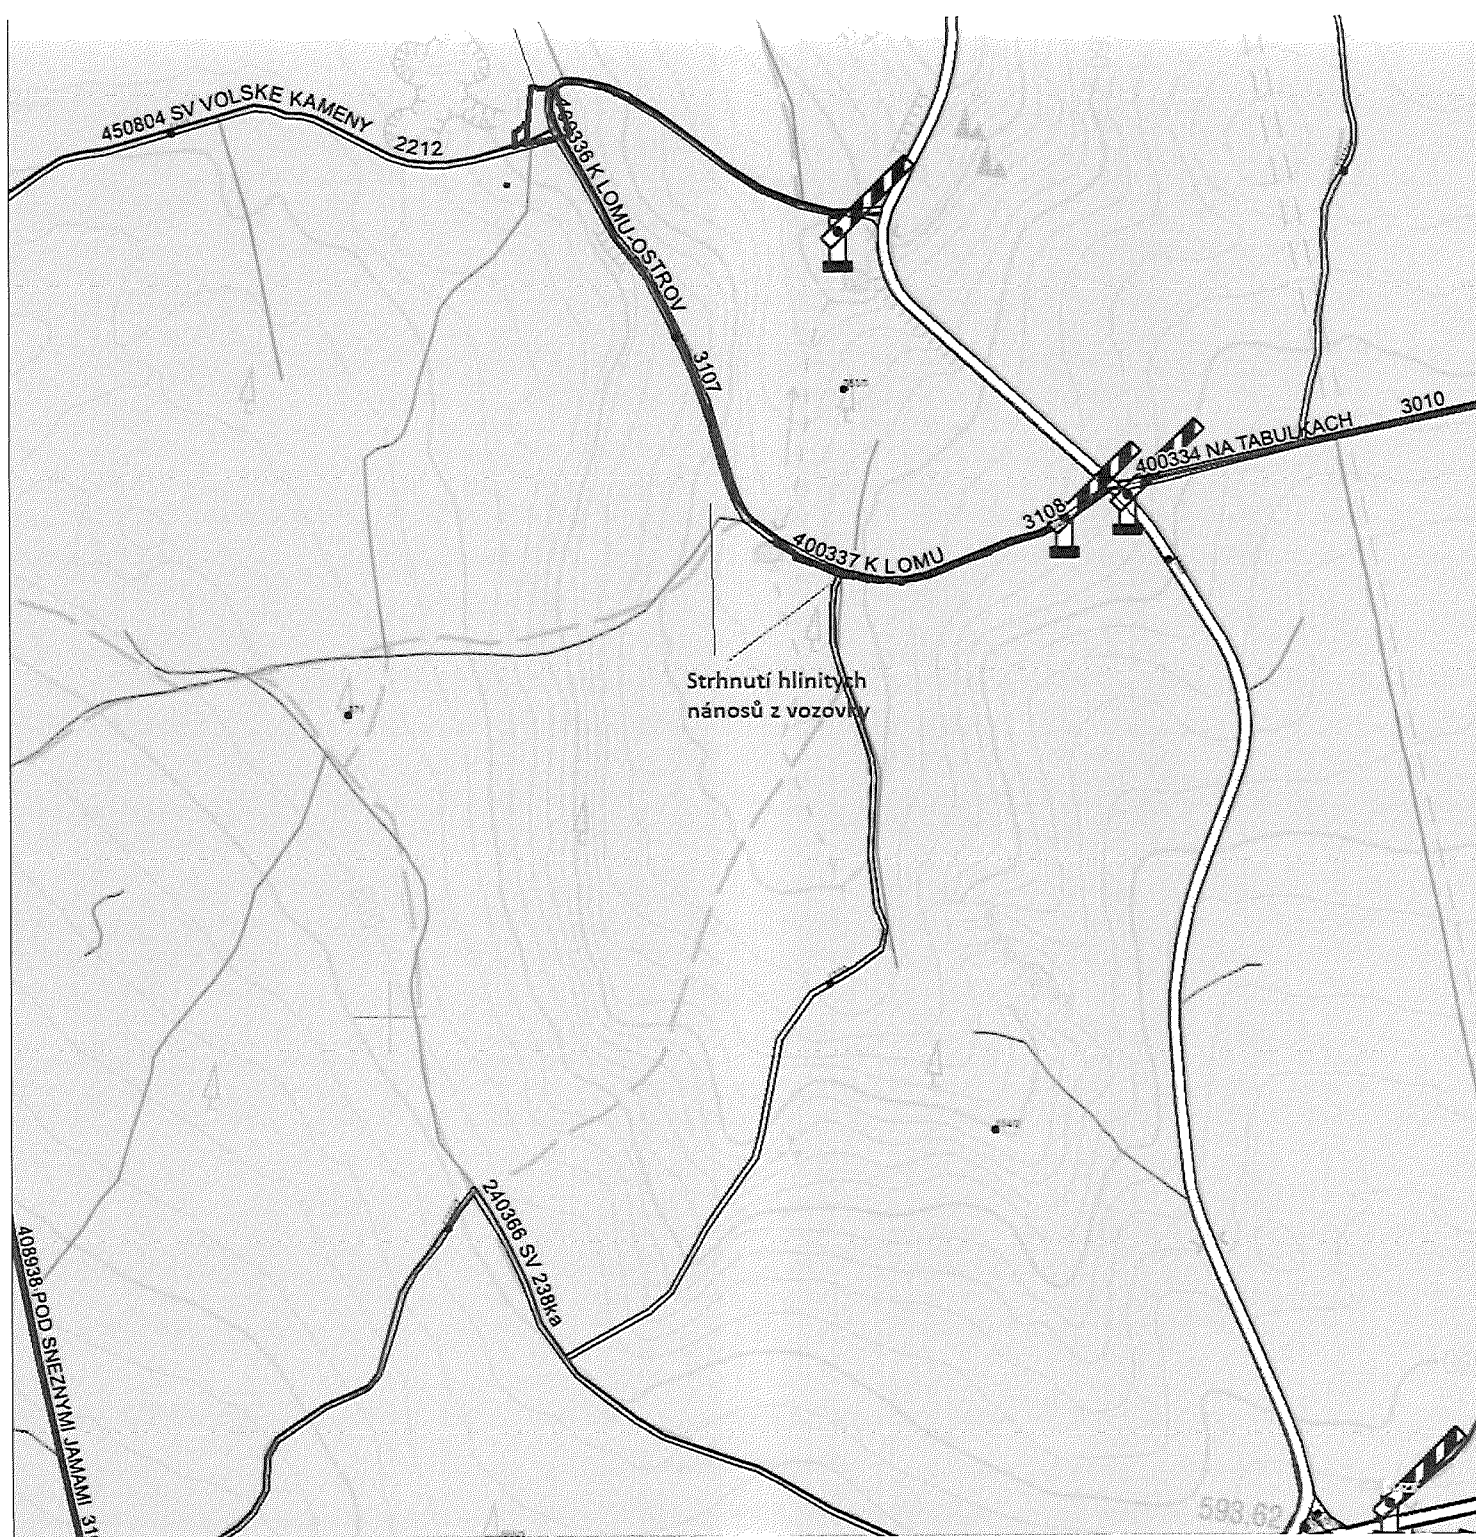 450804 SV VOLSKE KAMENY
2212
400336 K LOMU-OSTROV
3107
3010
400334 NA TABULKACH
3108
400337 K LOMU
Strhnutí hlinitých
nánosů z vozovky
240366 SV 238ka
408938 POD SNEZNYMI JAMAMI
593.62